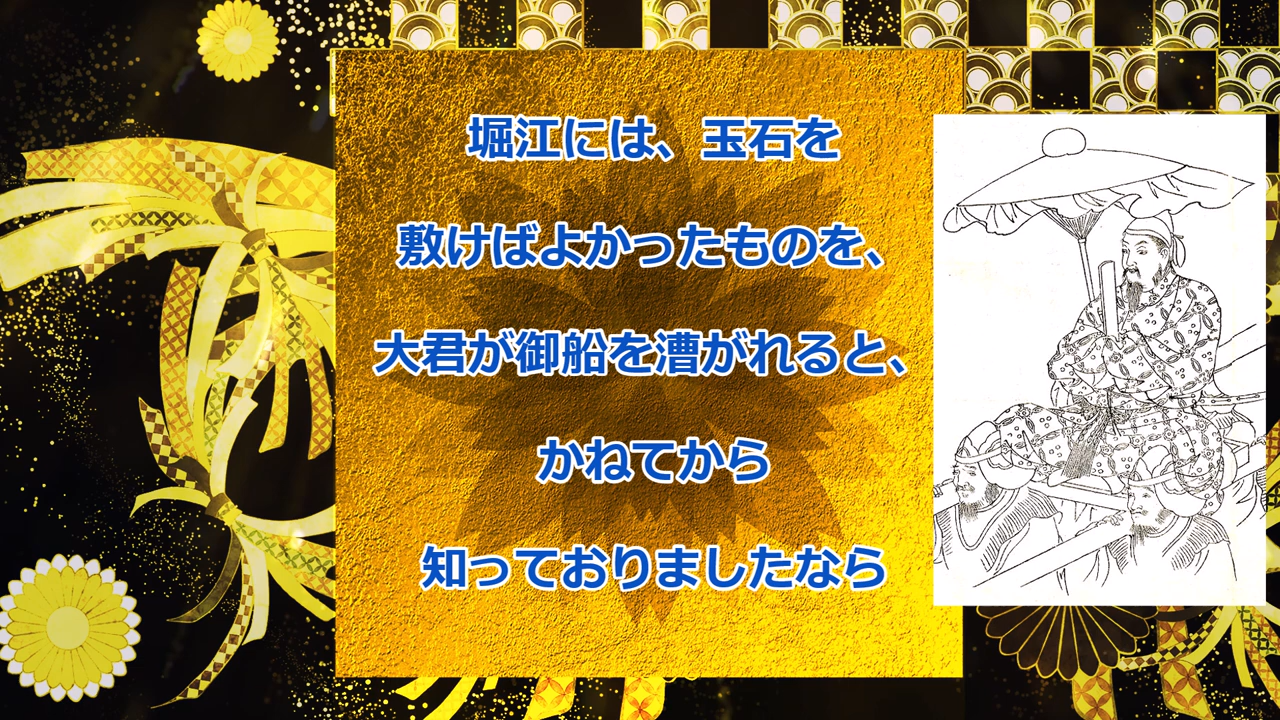 堀江には、玉石を
敷けばよかったものを、
大君が御船を漕がれると、
かねてから
知っておりましたなら